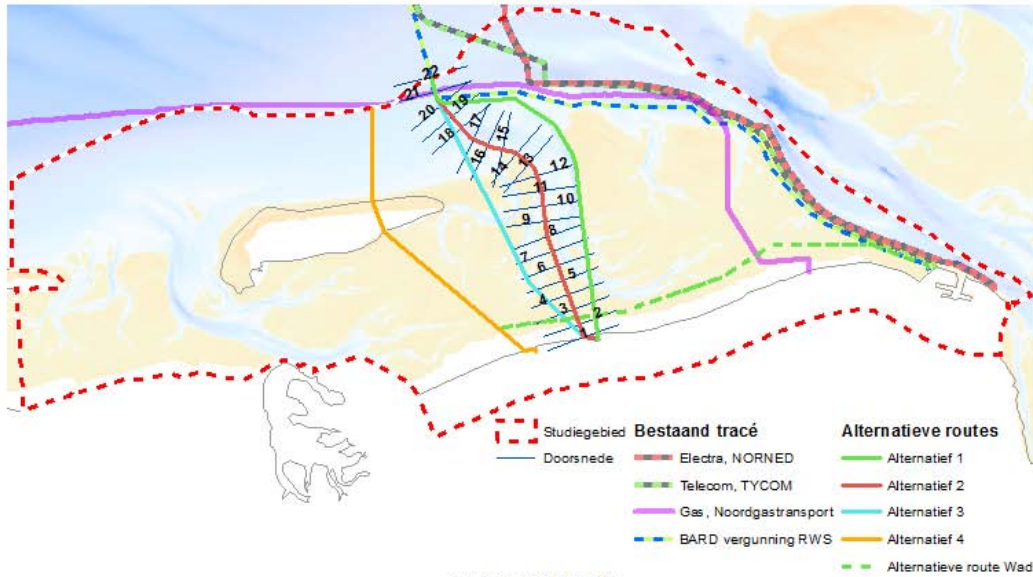 22
21
20
19
18
17
16
15
14
13
12
11
10
9
8
7
6
5
4
3
2
1
Studiegebied
Doorsnede
Bestaand tracé
Electra, NORNED
Telecom, TYCOM
Gas, Noordgastransport
BARD vergunning RWS
Alternatieve routes
Alternatief 1
Alternatief 2
Alternatief 3
Alternatief 4
Alternatieve route Wad